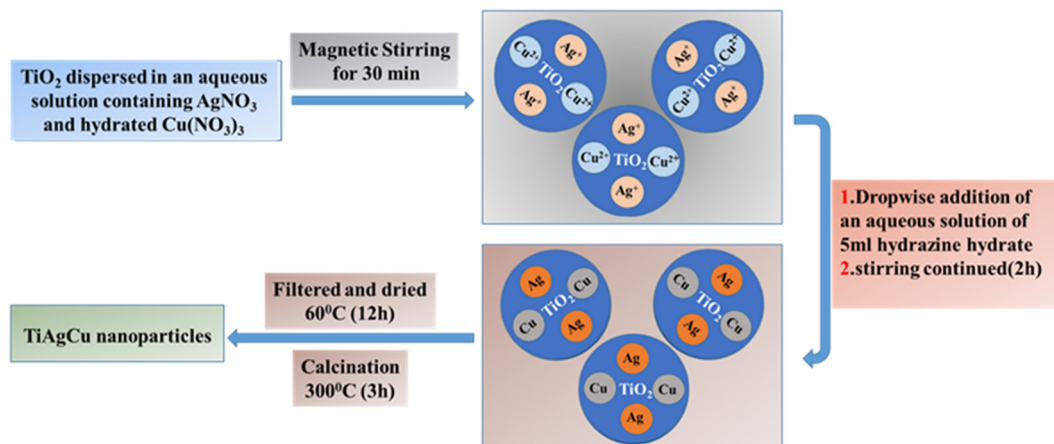 TiO₂ dispersed in an aqueous
solution containing AgNO₃
and hydrated Cu(NO₃)₃
Magnetic Stirring
for 30 min
Cu²⁺
Ag⁺
TiO₂
Ag⁺
Cu²⁺
Ag⁺
Cu²⁺
TiO₂
Cu²⁺
Ag⁺
Ag⁺
Cu²⁺
TiO₂
Cu²⁺
Ag⁺
1.Dropwise addition of
an aqueous solution of
5ml hydrazine hydrate
2.stirring continued(2h)
Ag
Cu
TiO₂
Cu
Ag
Cu
Ag
TiO₂
Ag
Cu
Ag
Cu
TiO₂
Cu
Ag
Filtered and dried
60⁰C (12h)
Calcination
300⁰C (3h)
TiAgCu nanoparticles